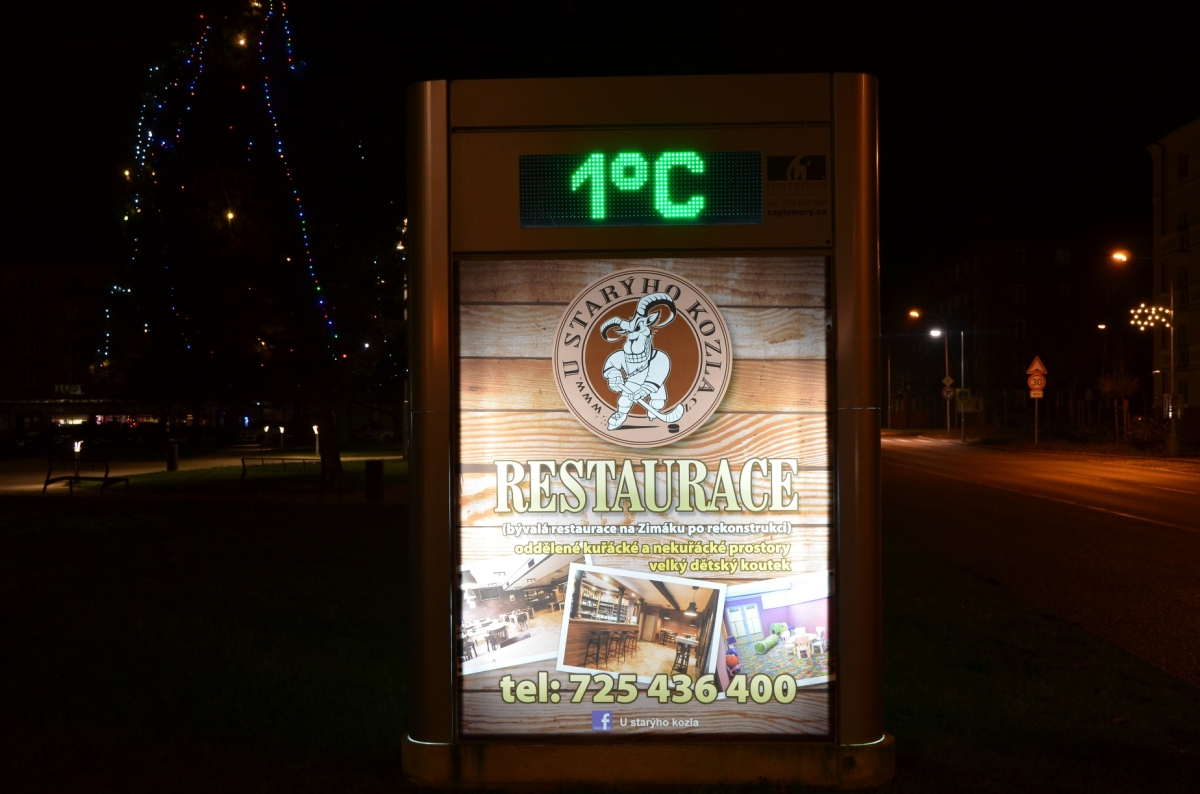 1°C
www.U STARÝHO KOZLA.cz
RESTAURACE
(bývalá restaurace na Zimáku po rekonstrukci)
oddělené kuřácké a nekuřácké prostory
velký dětský koutek
tel: 725 436 400
f U starýho kozla
30